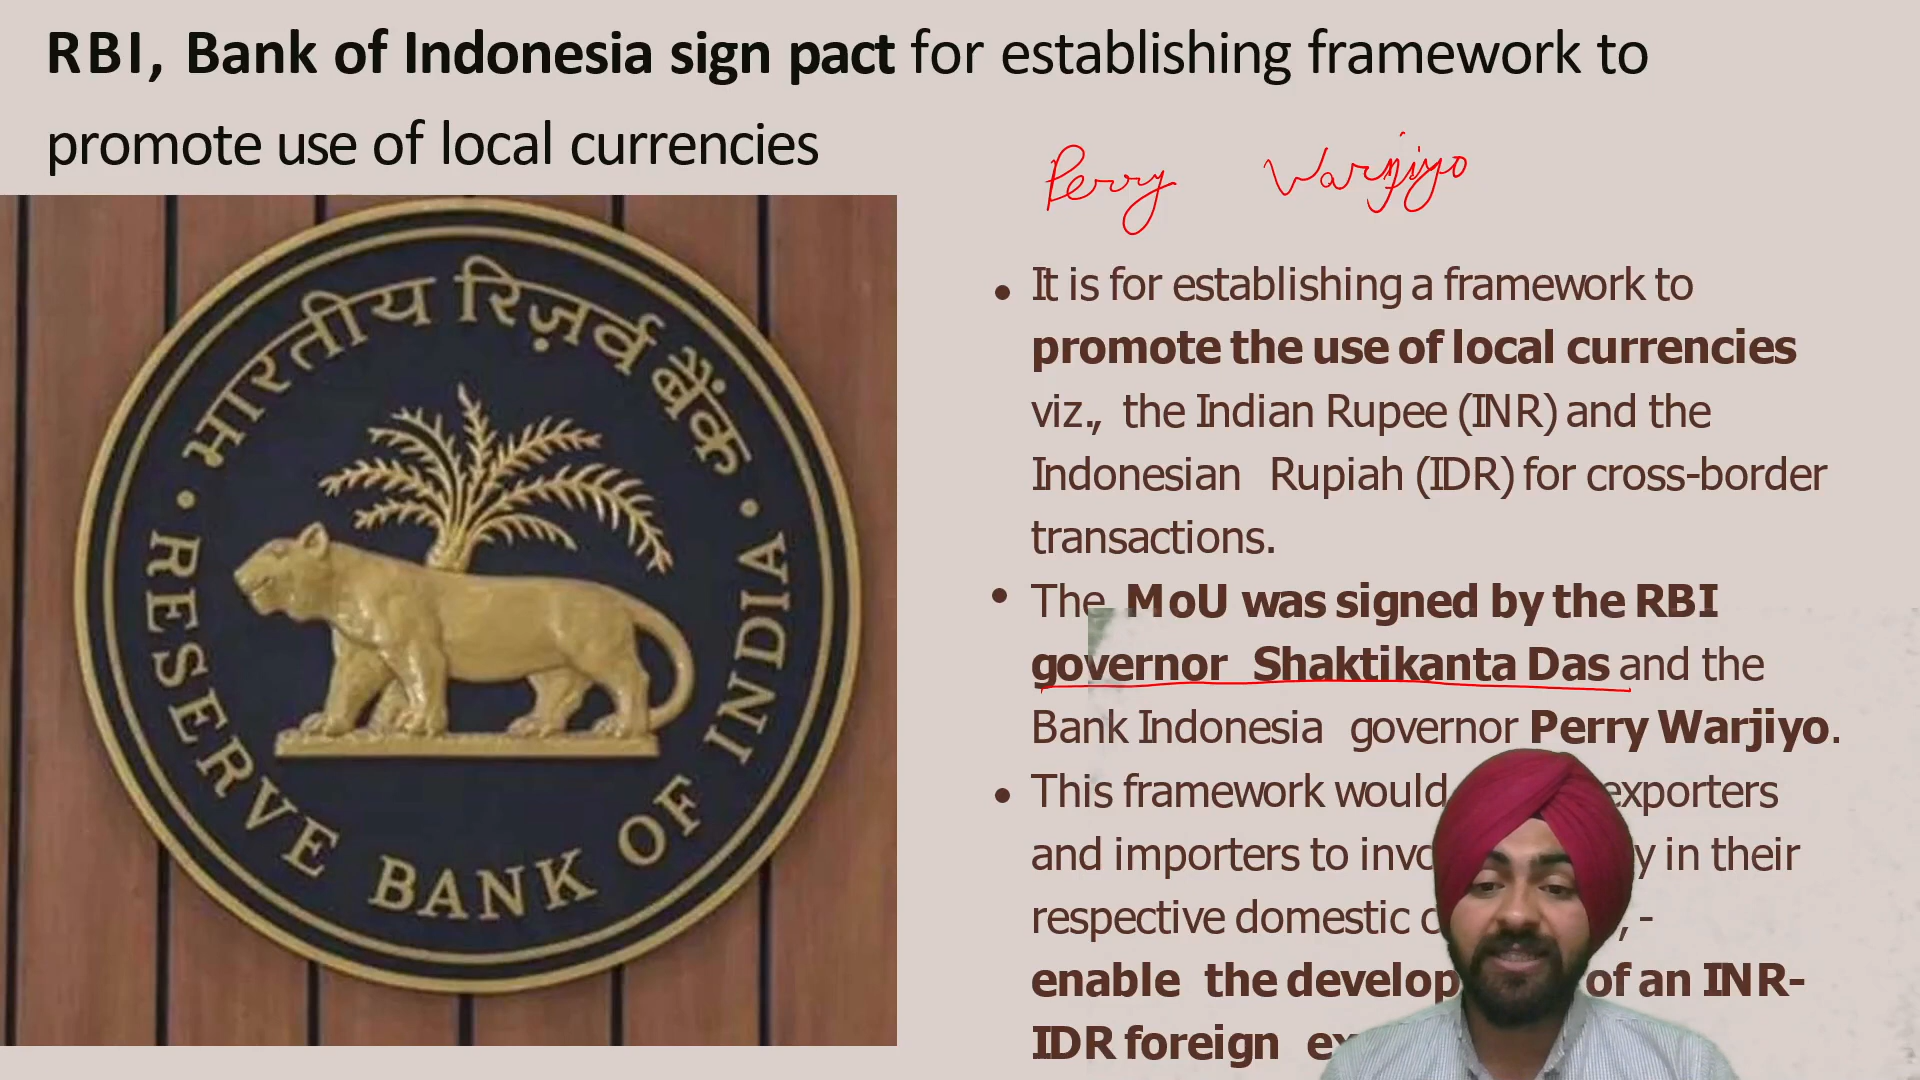 RBI, Bank of Indonesia sign pact for establishing framework to
promote use of local currencies
Perry Warjiyo
भारतीय रिज़र्व बैंक
RESERVE BANK OF INDIA
• It is for establishing a framework to
promote the use of local currencies
viz., the Indian Rupee (INR) and the
Indonesian Rupiah (IDR) for cross-border
transactions.
• The MoU was signed by the RBI
governor Shaktikanta Das and the
Bank Indonesia governor Perry Warjiyo.
• This framework would exporters
and importers to in their
respective domestic , -
enable the of an INR-
IDR foreign